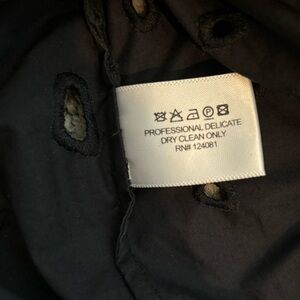 PROFESSIONAL DELICATE
DRY CLEAN ONLY
RN# 124081